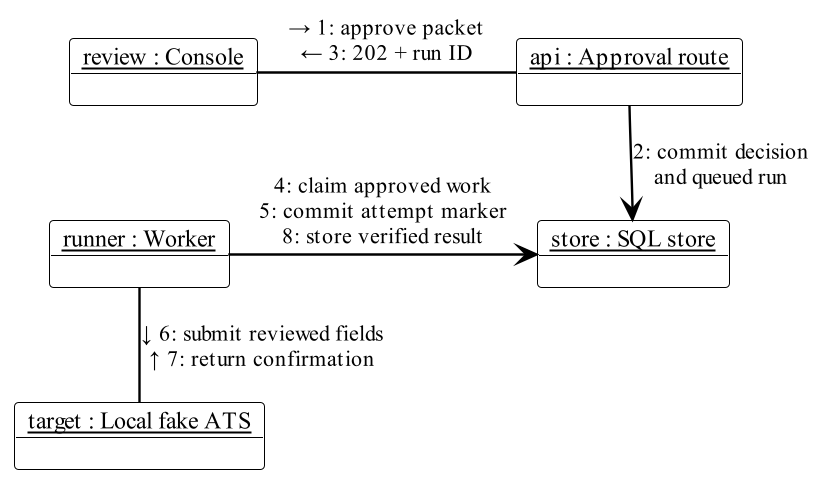 → 1: approve packet
← 3: 202 + run ID
review : Console
api : Approval route
2: commit decision
and queued run
4: claim approved work
5: commit attempt marker
8: store verified result
runner : Worker
store : SQL store
↓ 6: submit reviewed fields
↑ 7: return confirmation
target : Local fake ATS